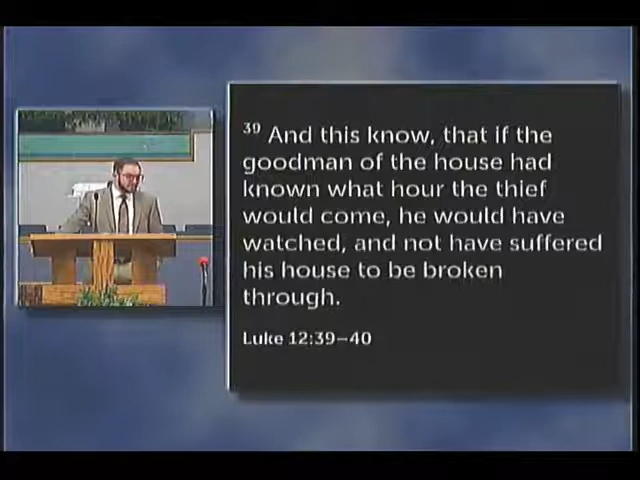 39 And this know, that if the
goodman of the house had
known what hour the thief
would come, he would have
watched, and not have suffered
his house to be broken
through.
Luke 12:39–40